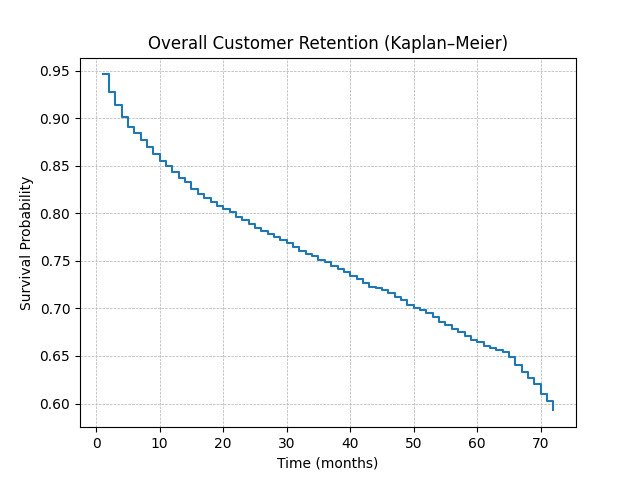 Overall Customer Retention (Kaplan–Meier)
Survival Probability
0.95
0.90
0.85
0.80
0.75
0.70
0.65
0.60
0 10 20 30 40 50 60 70
Time (months)